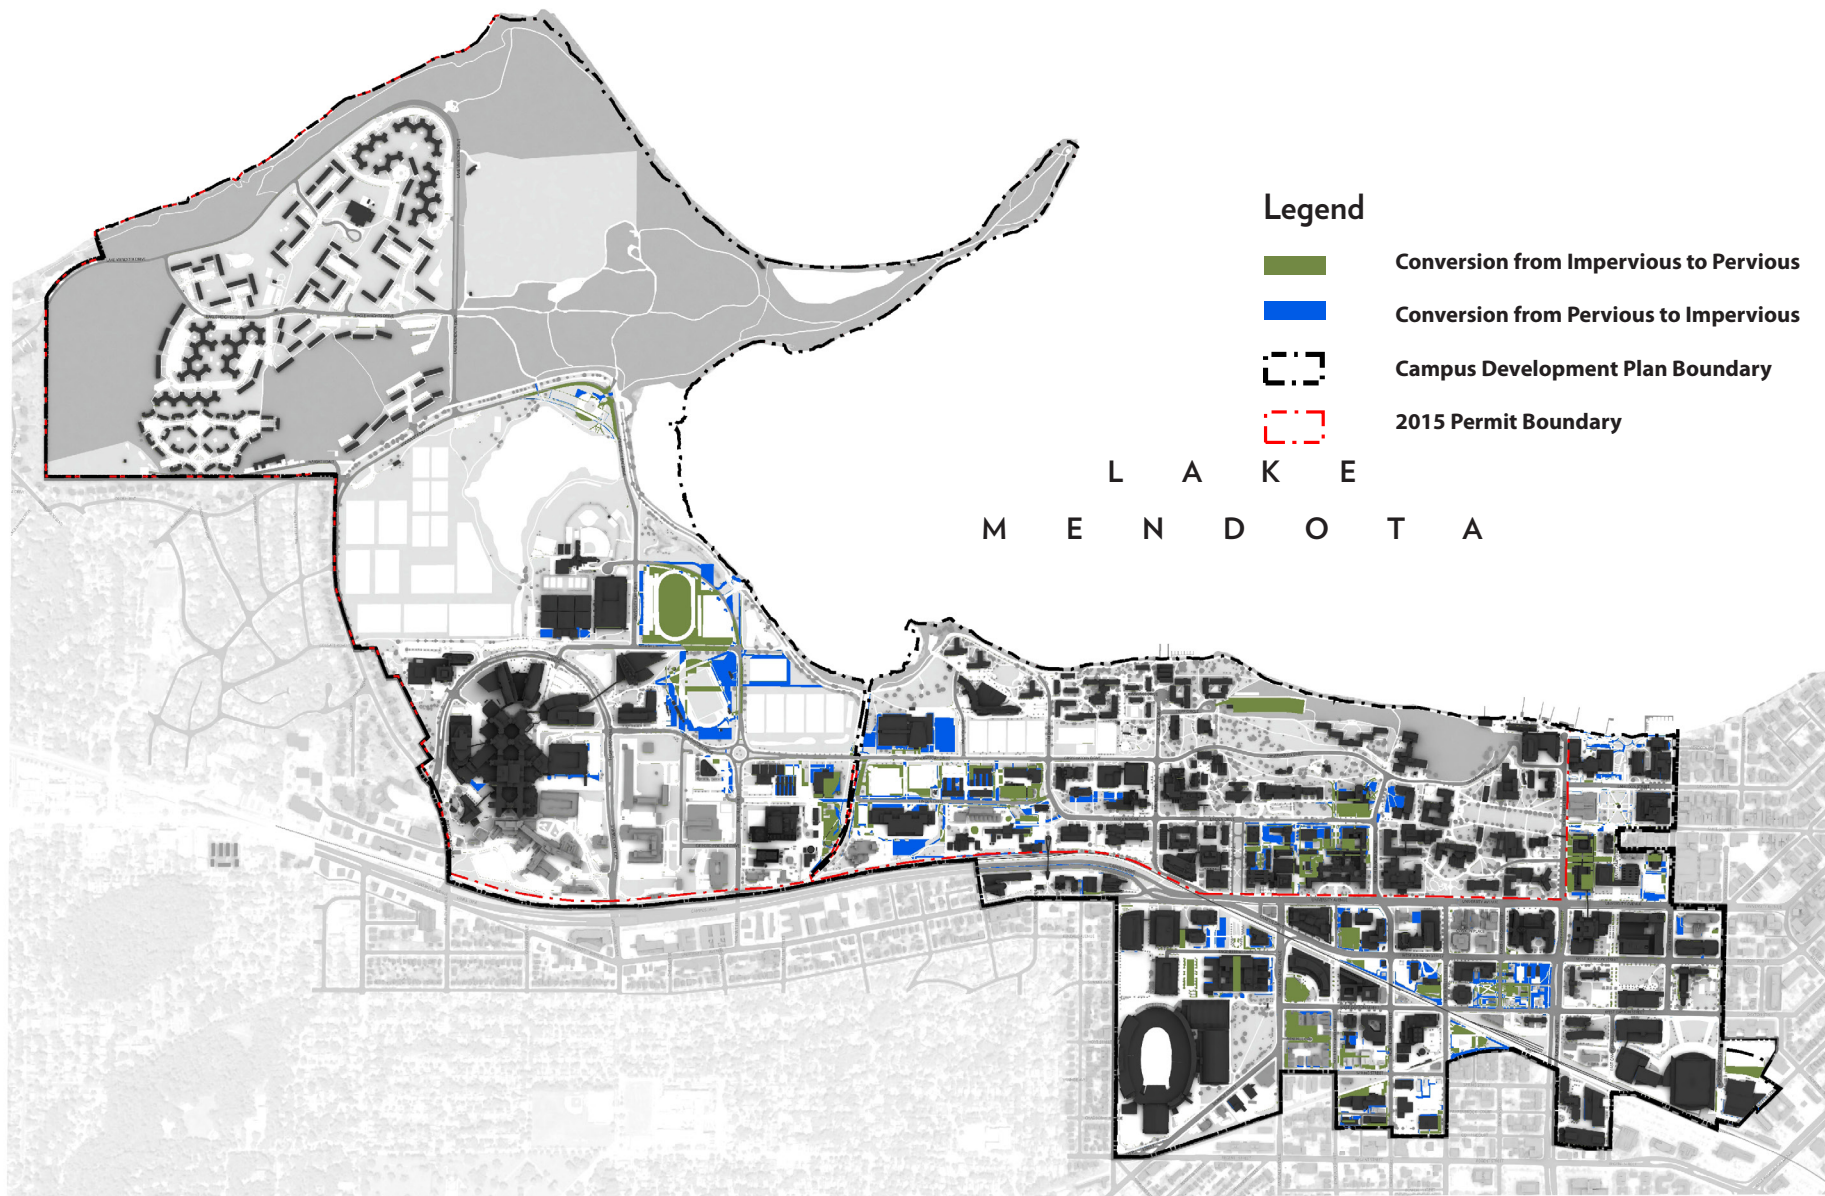 Legend
Conversion from Impervious to Pervious
Conversion from Pervious to Impervious
Campus Development Plan Boundary
2015 Permit Boundary
L A K E
M E N D O T A